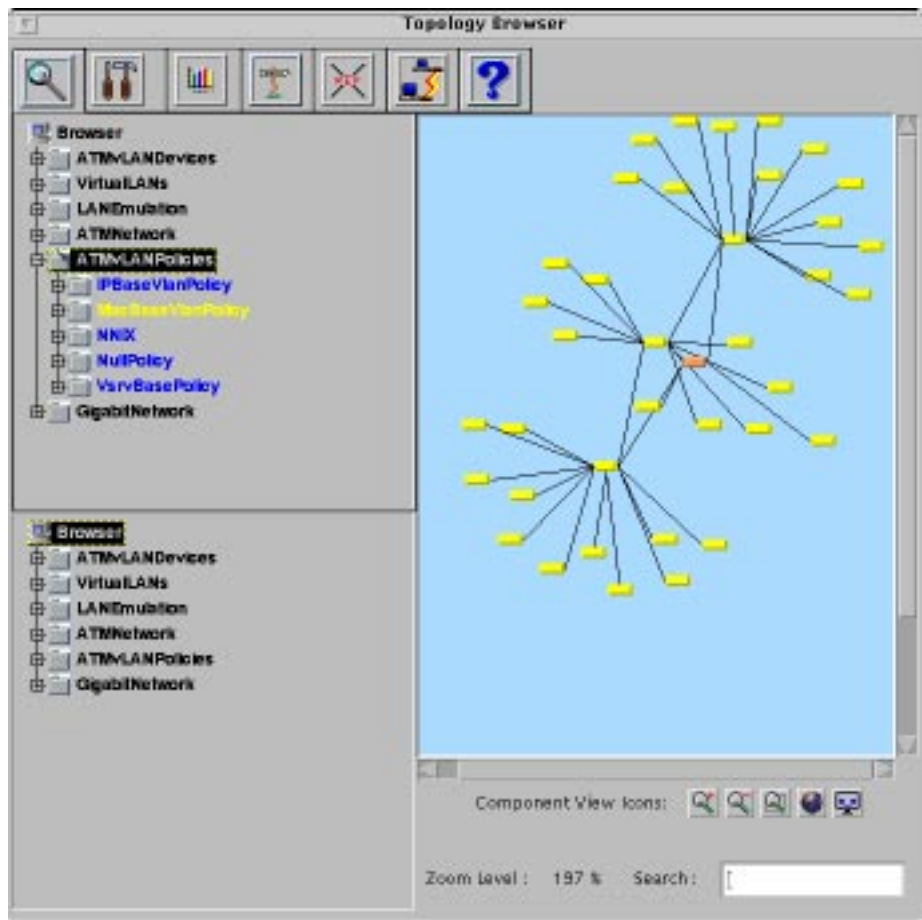 Topology Browser
?
Browser
ATMvLANDevices
VirtualLANs
LANEmulation
ATMNetwork
ATMvLANPolicies
IPBaseVlanPolicy
MacBaseVlanPolicy
NNIX
NullPolicy
VsrvBasePolicy
GigabitNetwork
Browser
ATMvLANDevices
VirtualLANs
LANEmulation
ATMNetwork
ATMvLANPolicies
GigabitNetwork
Component View Icons:
Zoom Level : 197 % Search :